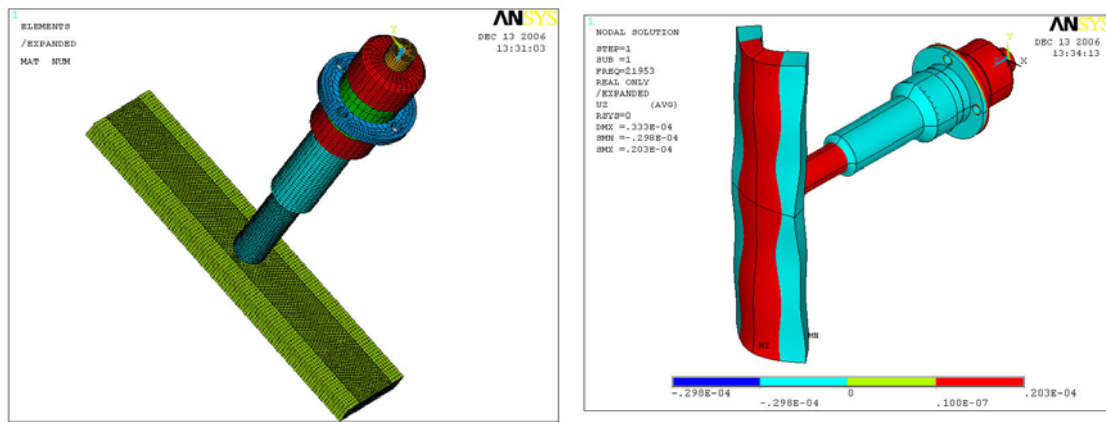 1
ELEMENTS
/EXPANDED
MAT NUM
ANSYS
DEC 13 2006
13:31:03
Y
1
NODAL SOLUTION
STEP=1
SUB =1
FREQ=21953
REAL ONLY
/EXPANDED
UZ (AVG)
RSYS=0
DMX =.333E-04
SMN =-.298E-04
SMX =.203E-04
ANSYS
DEC 13 2006
13:34:13
Y
X
MX
MN
-.298E-04 0 .203E-04
-.298E-04 .100E-07